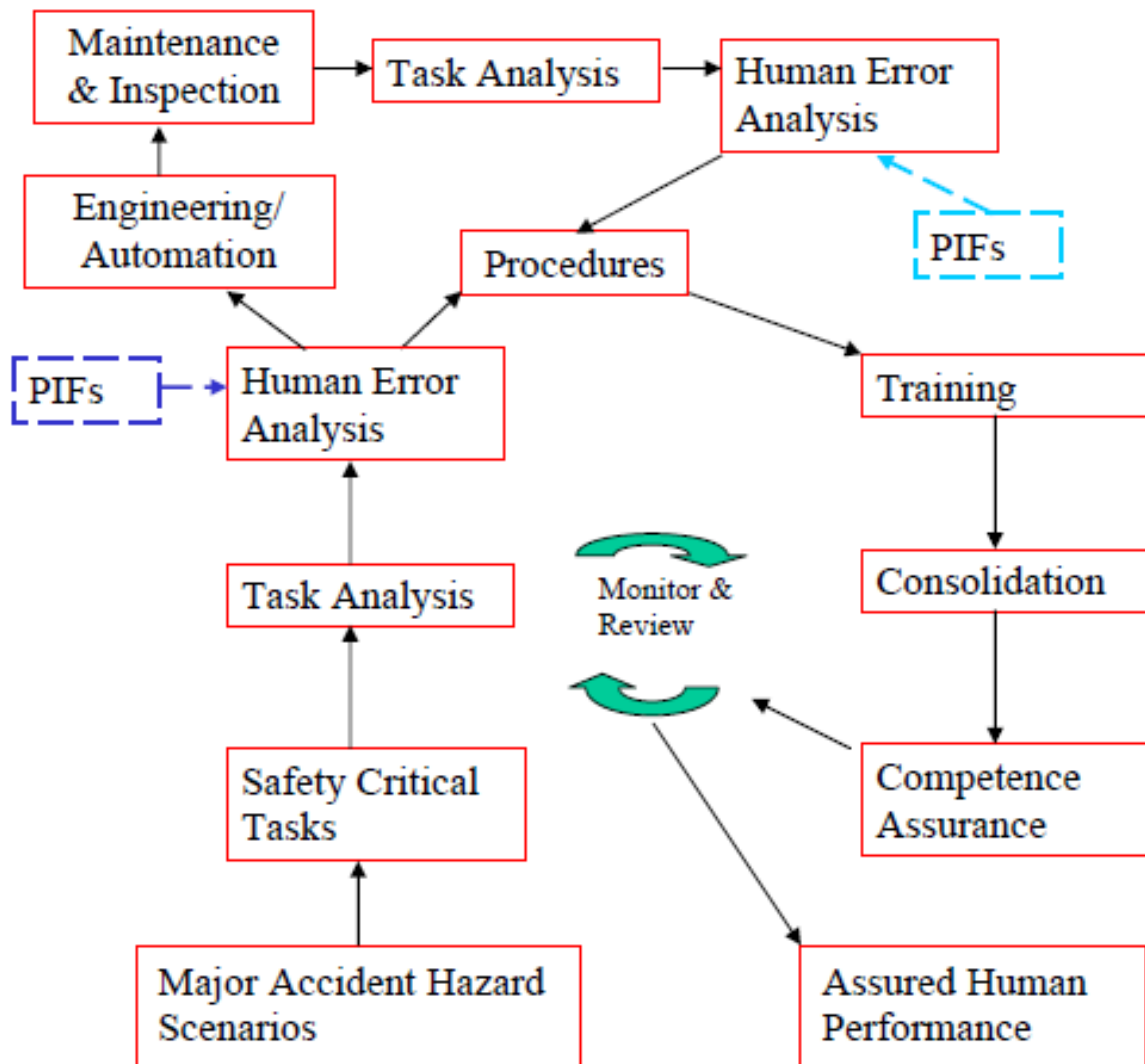 Maintenance
& Inspection
Task Analysis
Human Error
Analysis
Engineering/
Automation
Procedures
PIFs
PIFs
Human Error
Analysis
Training
Task Analysis
Monitor &
Review
Consolidation
Safety Critical
Tasks
Competence
Assurance
Major Accident Hazard
Scenarios
Assured Human
Performance